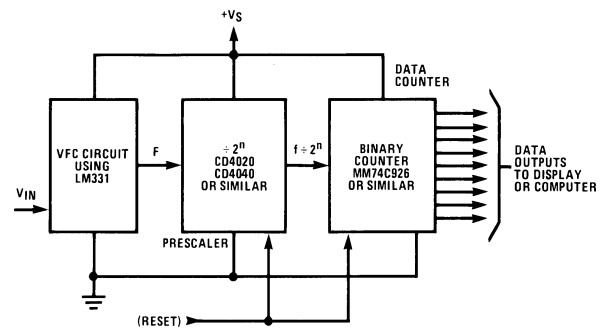 +VS
DATA
COUNTER
VFC CIRCUIT
USING
LM331
F
÷ 2ⁿ
CD4020
CD4040
OR SIMILAR
f ÷ 2ⁿ
BINARY
COUNTER
MM74C926
OR SIMILAR
DATA
OUTPUTS
TO DISPLAY
OR COMPUTER
VIN
PRESCALER
(RESET)